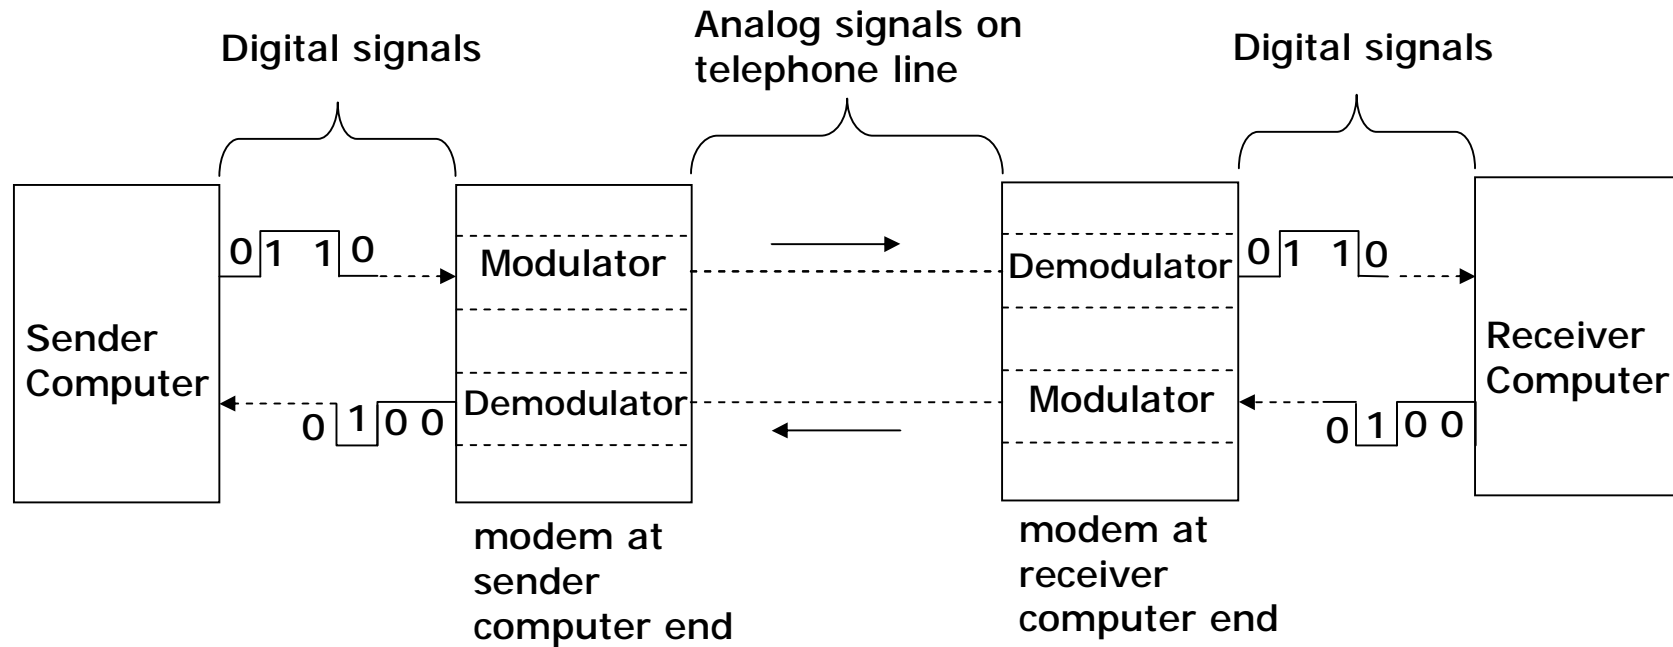 Digital signals
Analog signals on
telephone line
Digital signals
0 1 1 0
Modulator
Demodulator
0 1 1 0
Sender
Computer
Receiver
Computer
0 1 0 0
Demodulator
Modulator
0 1 0 0
modem at
sender
computer end
modem at
receiver
computer end